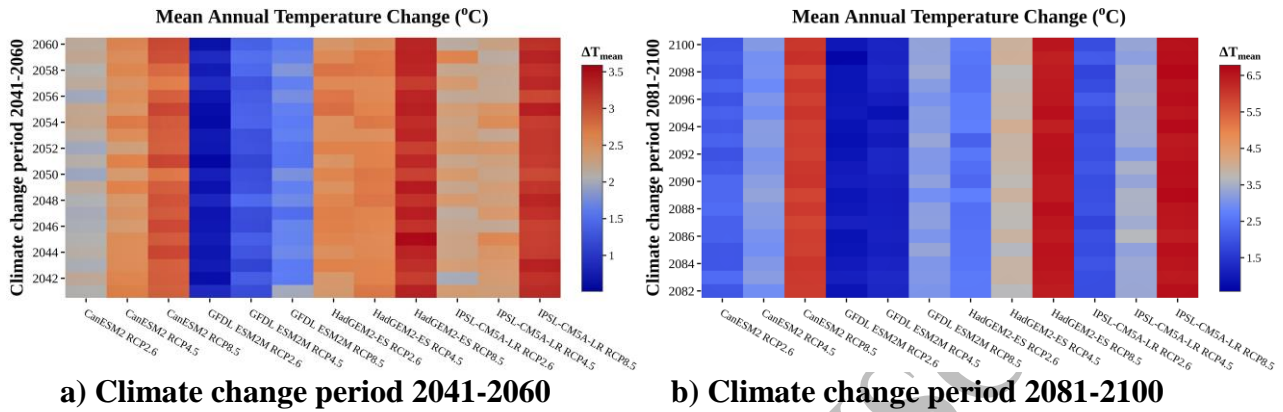 Mean Annual Temperature Change (°C)
Climate change period 2041-2060
2060
2058
2056
2054
2052
2050
2048
2046
2044
2042
CanESM2 RCP2.6
CanESM2 RCP4.5
CanESM2 RCP8.5
GFDL ESM2M RCP2.6
GFDL ESM2M RCP4.5
GFDL ESM2M RCP8.5
HadGEM2-ES RCP2.6
HadGEM2-ES RCP4.5
HadGEM2-ES RCP8.5
IPSL-CM5A-LR RCP2.6
IPSL-CM5A-LR RCP4.5
IPSL-CM5A-LR RCP8.5
ΔTmean
3.5
3
2.5
2
1.5
1
a) Climate change period 2041-2060
Mean Annual Temperature Change (°C)
Climate change period 2081-2100
2100
2098
2096
2094
2092
2090
2088
2086
2084
2082
CanESM2 RCP2.6
CanESM2 RCP4.5
CanESM2 RCP8.5
GFDL ESM2M RCP2.6
GFDL ESM2M RCP4.5
GFDL ESM2M RCP8.5
HadGEM2-ES RCP2.6
HadGEM2-ES RCP4.5
HadGEM2-ES RCP8.5
IPSL-CM5A-LR RCP2.6
IPSL-CM5A-LR RCP4.5
IPSL-CM5A-LR RCP8.5
ΔTmean
6.5
5.5
4.5
3.5
2.5
1.5
b) Climate change period 2081-2100